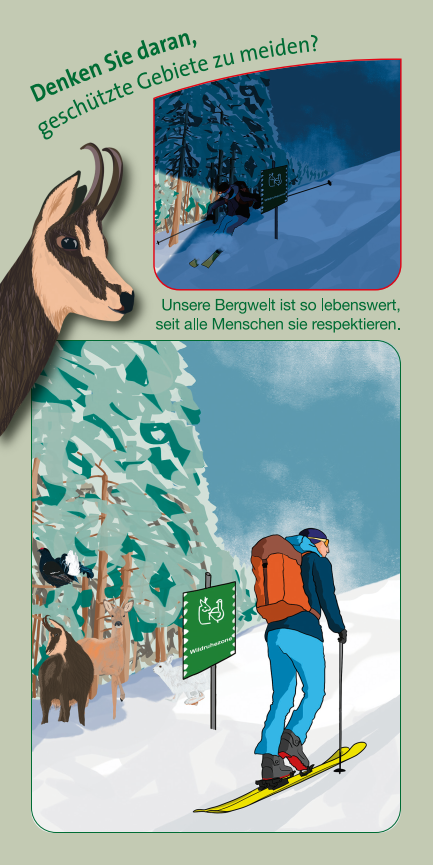 Denken Sie daran,
geschützte Gebiete zu meiden?
Unsere Bergwelt ist so lebenswert,
seit alle Menschen sie respektieren.
Wildruhezone